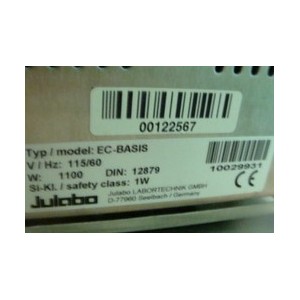 00122567
Typ / model: EC-BASIS
V / Hz: 115/60
W: 1100 DIN: 12879
Si-Kl. / safety class: 1W
10029931
Julabo
Julabo LABORTECHNIK GMBH
D-77960 Seelbach / Germany
CE